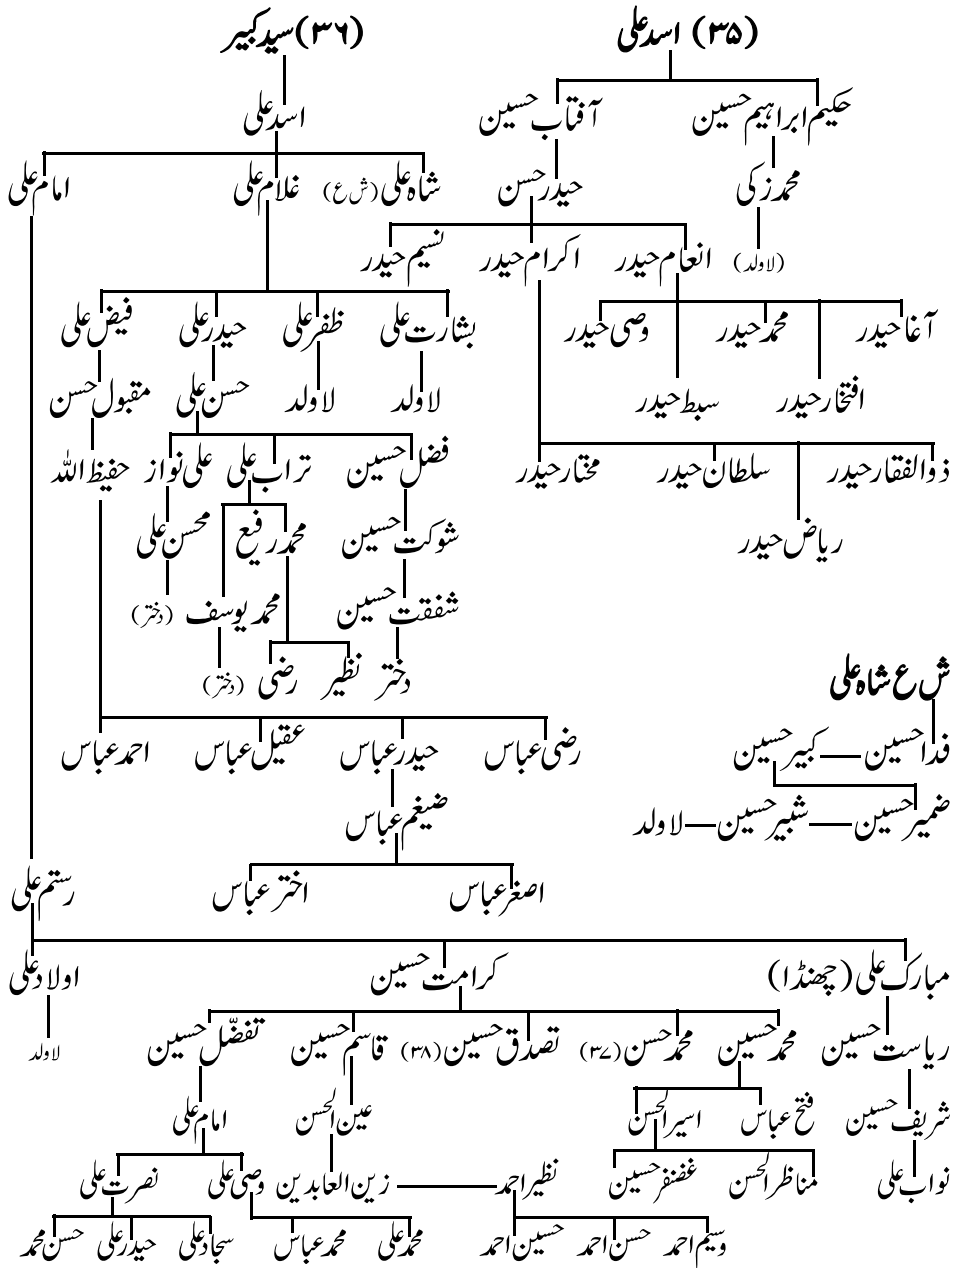 (۳۵) اسد علی (۳۶) سید کبیر
حکیم ابراہیم حسین آفتاب حسین اسد علی
محمد زکی حیدر حسن شاہ علی (ش ع) غلام علی امام علی
(لاولد) انعام حیدر اکرام حیدر نسیم حیدر
آغا حیدر محمد حیدر وصی حیدر بشارت علی ظفر علی حیدر علی فیض علی
افتخار حیدر سبط حیدر لاولد لاولد حسن علی مقبول حسن
ذوالفقار حیدر سلطان حیدر مختار حیدر فضل حسین تراب علی علی نواز حفیظ اللہ
ریاض حیدر شوکت حسین محمد رفیع محسن علی
شفقت حسین محمد یوسف (دختر)
ش ع شاہ علی دختر نظیر رضی (دختر)
فدا حسین کبیر حسین رضی عباس حیدر عباس عقیل عباس احمد عباس
ضمیر حسین شبیر حسین لاولد ضیغم عباس
اصغر عباس اختر عباس رستم علی
مبارک علی (چھنڈا) کرامت حسین اولاد علی
ریاست حسین محمد حسین محمد حسن (۳۷) تصدق حسین (۳۸) قاسم حسین تفضّل حسین لاولد
شریف حسین فتح عباس اسیر الحسن عین الحسن امام علی
نواب علی مناظر الحسن غضنفر حسین نظیر احمد زین العابدین وصی علی نصرت علی
وسیم احمد حسن احمد حسین احمد محمد علی محمد عباس سجاد علی حیدر علی حسن محمد